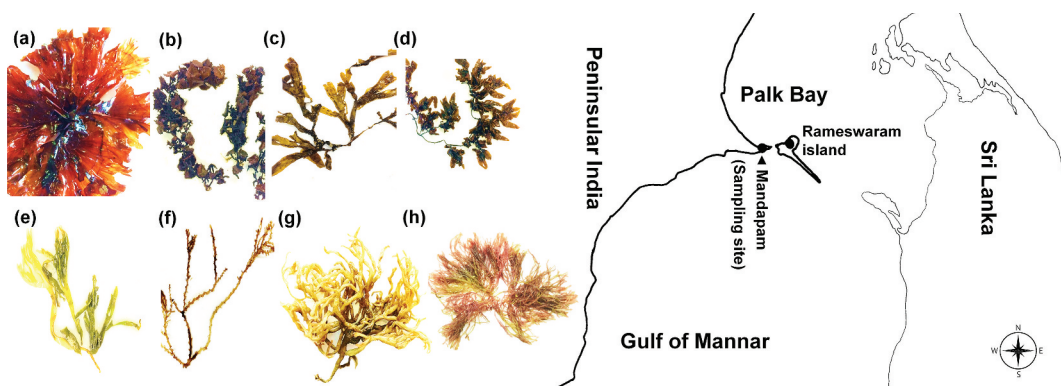 (a)
(b)
(c)
(d)
(e)
(f)
(g)
(h)
Peninsular India
Palk Bay
Rameswaram
island
Mandapam
(Sampling site)
Sri Lanka
Gulf of Mannar
N
W
E
S